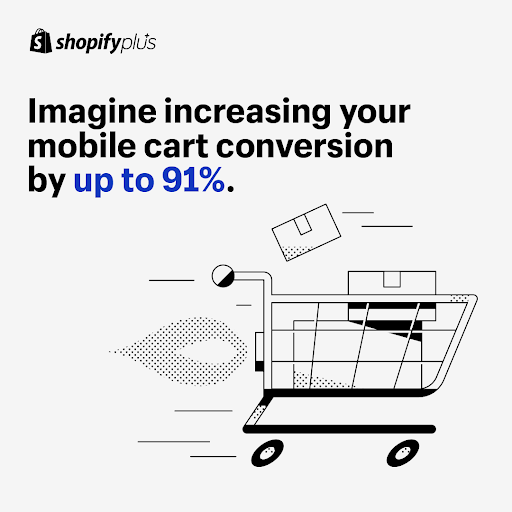 shopifyplus
Imagine increasing your
mobile cart conversion
by up to 91%.